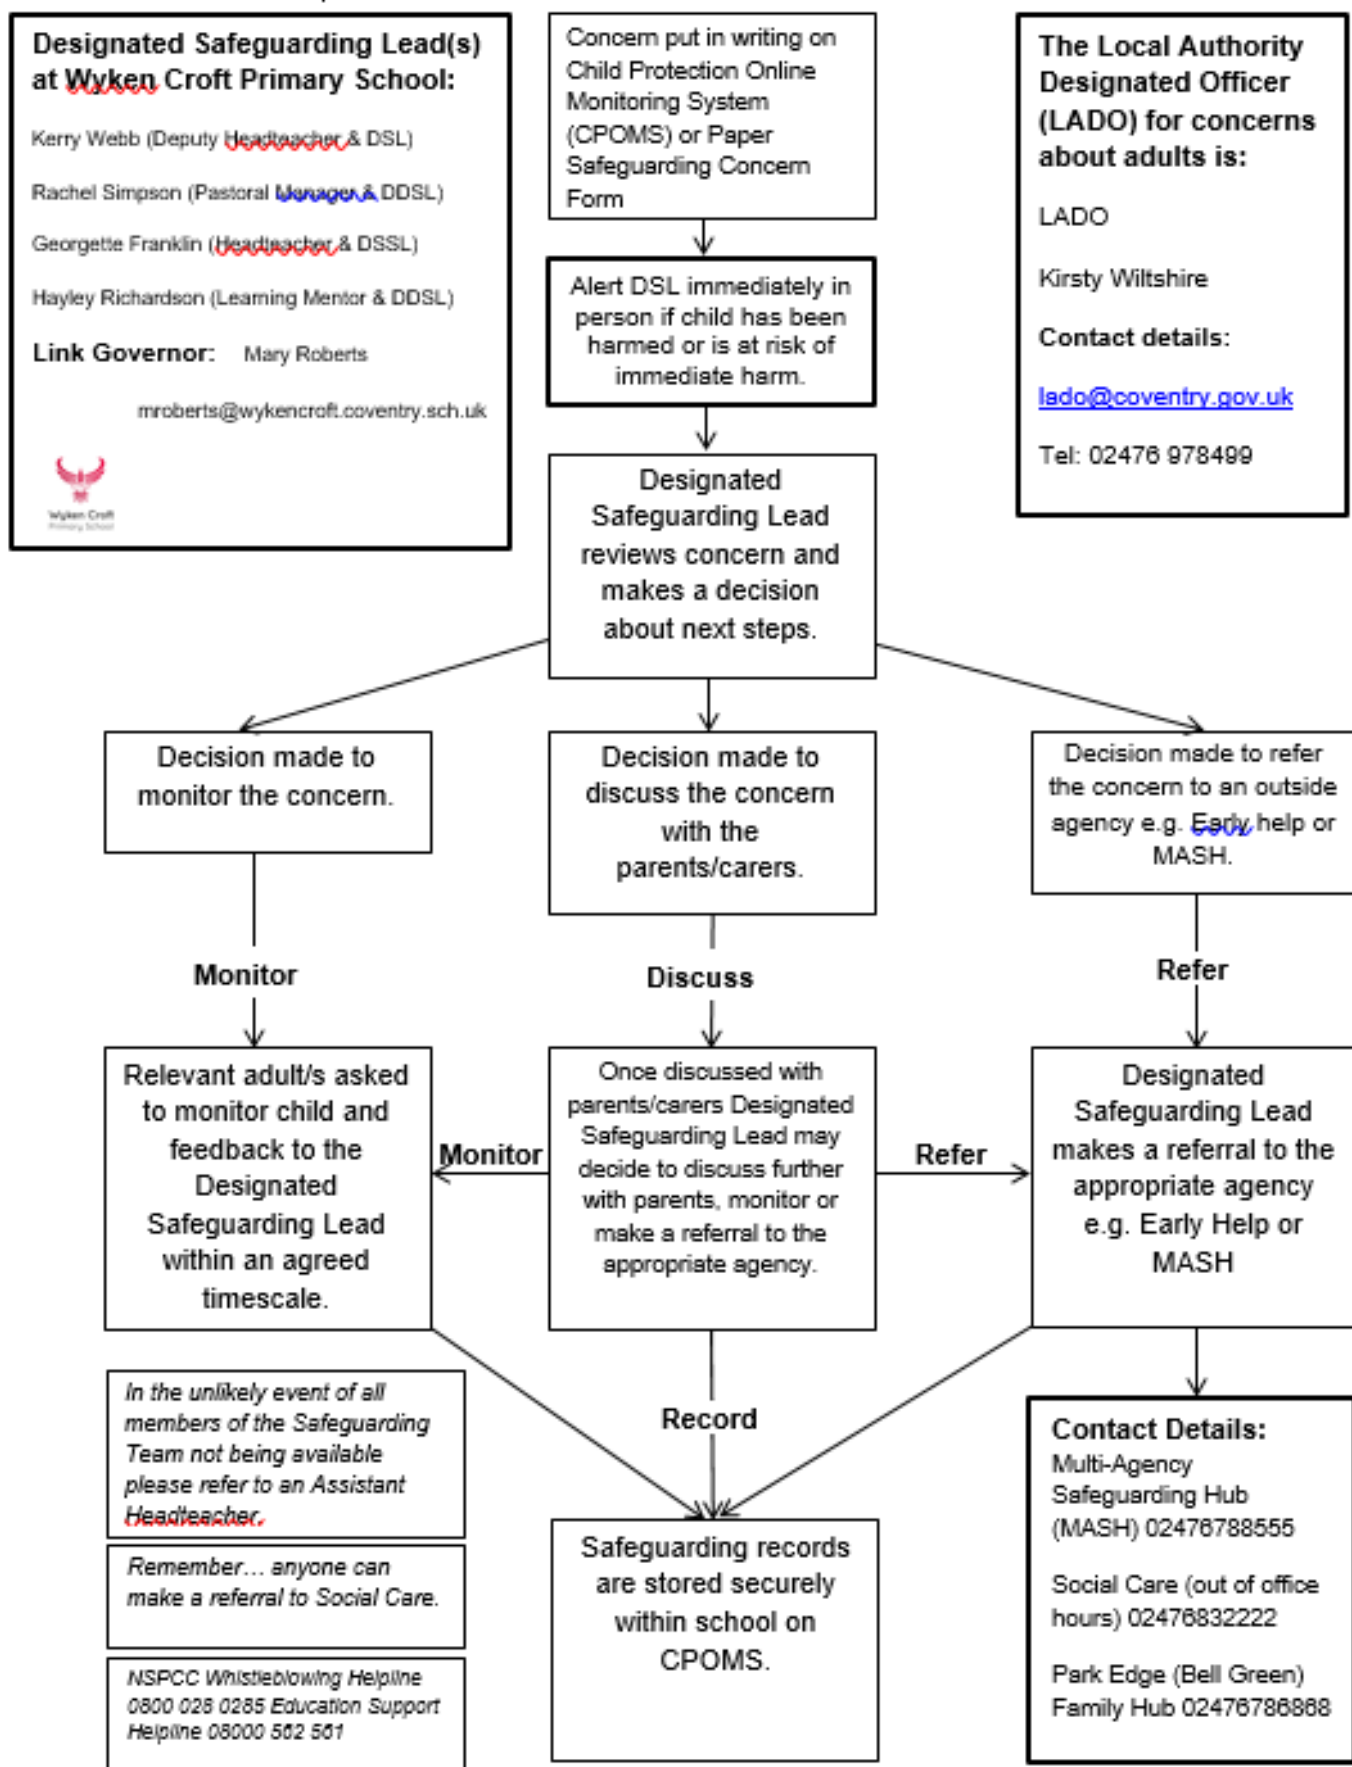 Designated Safeguarding Lead(s)
at Wyken Croft Primary School:
Kerry Webb (Deputy Headteacher & DSL)
Rachel Simpson (Pastoral Manager & DDSL)
Georgette Franklin (Headteacher & DSSL)
Hayley Richardson (Learning Mentor & DDSL)
Link Governor: Mary Roberts
mroberts@wykencroft.coventry.sch.uk
Wyken Croft
Primary School
Concern put in writing on
Child Protection Online
Monitoring System
(CPOMS) or Paper
Safeguarding Concern
Form
The Local Authority
Designated Officer
(LADO) for concerns
about adults is:
LADO
Kirsty Wiltshire
Contact details:
lado@coventry.gov.uk
Tel: 02476 978499
Alert DSL immediately in
person if child has been
harmed or is at risk of
immediate harm.
Designated
Safeguarding Lead
reviews concern and
makes a decision
about next steps.
Decision made to
monitor the concern.
Decision made to
discuss the concern
with the
parents/carers.
Decision made to refer
the concern to an outside
agency e.g. Early help or
MASH.
Monitor
Discuss
Refer
Relevant adult/s asked
to monitor child and
feedback to the
Designated
Safeguarding Lead
within an agreed
timescale.
Monitor
Once discussed with
parents/carers Designated
Safeguarding Lead may
decide to discuss further
with parents, monitor or
make a referral to the
appropriate agency.
Refer
Designated
Safeguarding Lead
makes a referral to the
appropriate agency
e.g. Early Help or
MASH
In the unlikely event of all
members of the Safeguarding
Team not being available
please refer to an Assistant
Headteacher.
Remember… anyone can
make a referral to Social Care.
NSPCC Whistleblowing Helpline
0800 028 0285 Education Support
Helpline 08000 562 561
Record
Safeguarding records
are stored securely
within school on
CPOMS.
Contact Details:
Multi-Agency
Safeguarding Hub
(MASH) 02476788555
Social Care (out of office
hours) 02476832222
Park Edge (Bell Green)
Family Hub 02476786868